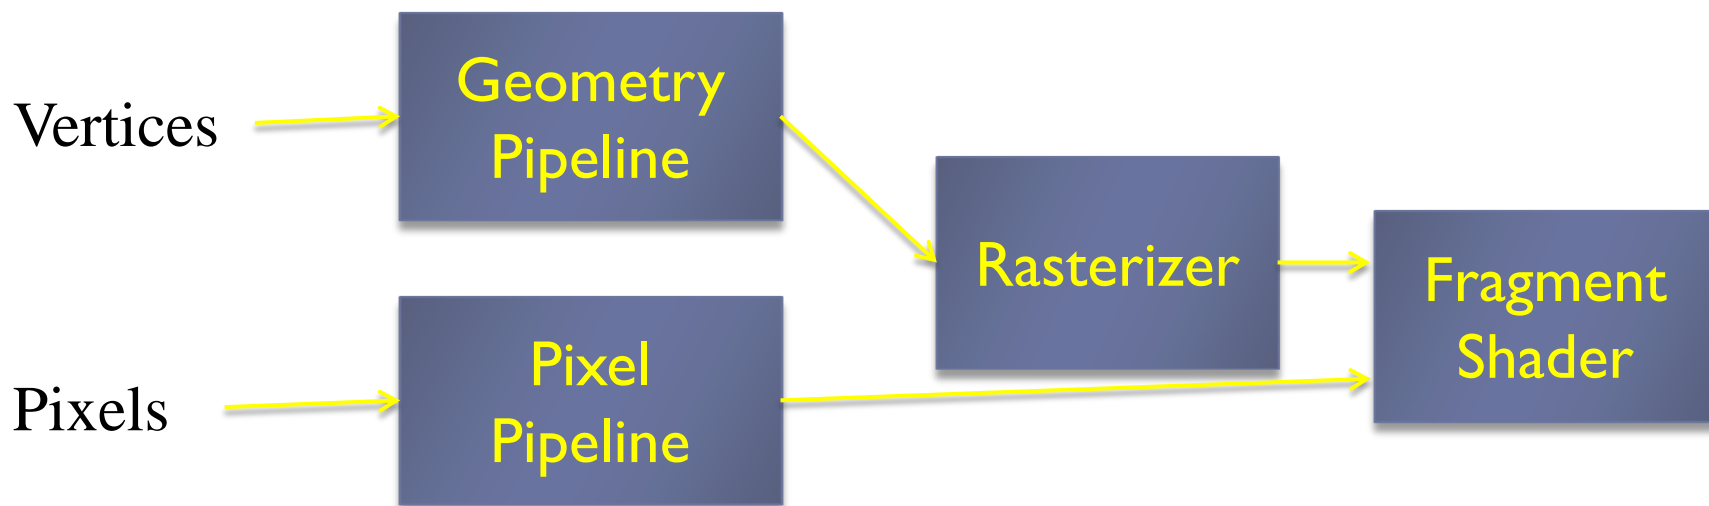 Vertices
Geometry
Pipeline
Rasterizer
Fragment
Shader
Pixels
Pixel
Pipeline